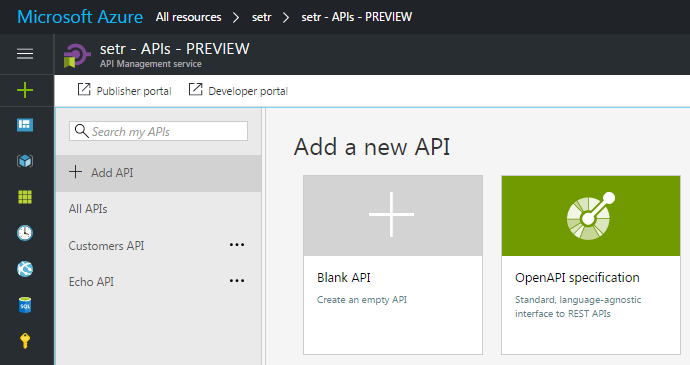 Microsoft Azure All resources > setr > setr - APIs - PREVIEW
setr - APIs - PREVIEW
API Management service
Publisher portal Developer portal
Search my APIs
Add a new API
Add API
All APIs
Customers API
Echo API
Blank API
Create an empty API
OpenAPI specification
Standard, language-agnostic
interface to REST APIs
SQL